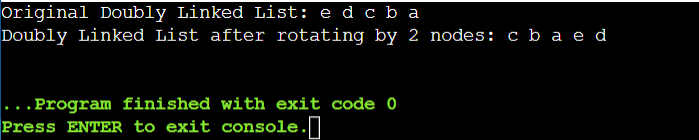 Original Doubly Linked List: e d c b a
Doubly Linked List after rotating by 2 nodes: c b a e d
...Program finished with exit code 0
Press ENTER to exit console.